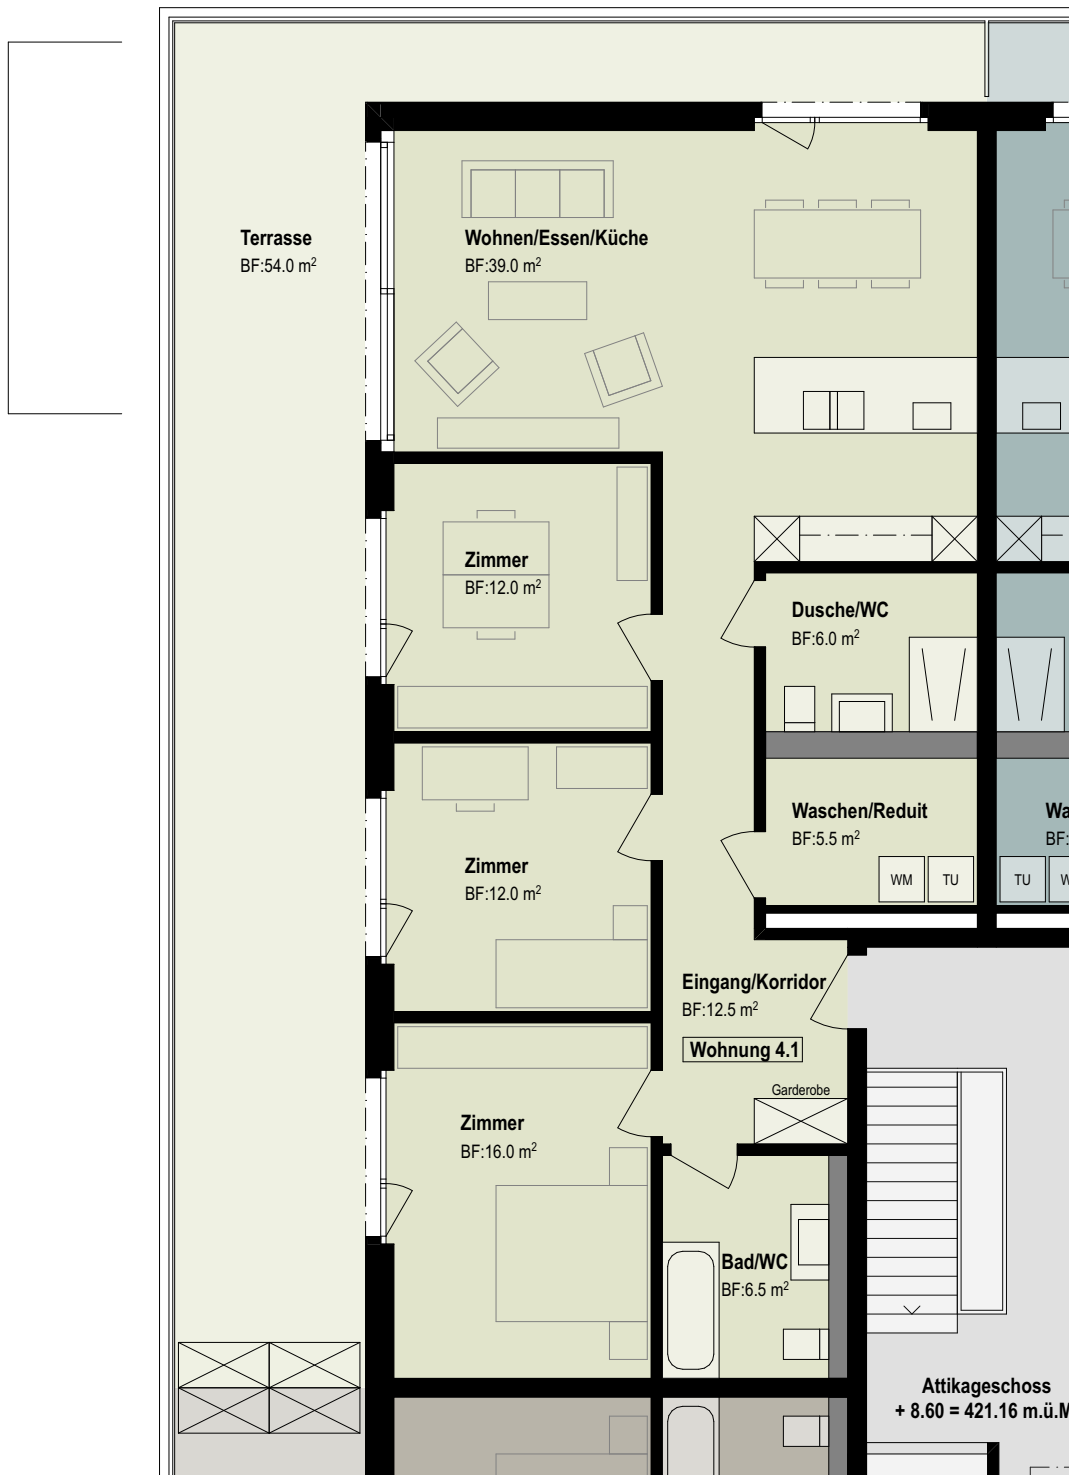 Terrasse
BF:54.0 m²
Wohnen/Essen/Küche
BF:39.0 m²
Zimmer
BF:12.0 m²
Dusche/WC
BF:6.0 m²
Waschen/Reduit
BF:5.5 m²
WM
TU
TU
Zimmer
BF:12.0 m²
Eingang/Korridor
BF:12.5 m²
Wohnung 4.1
Garderobe
Zimmer
BF:16.0 m²
Bad/WC
BF:6.5 m²
Attikageschoss
+ 8.60 = 421.16 m.ü.M